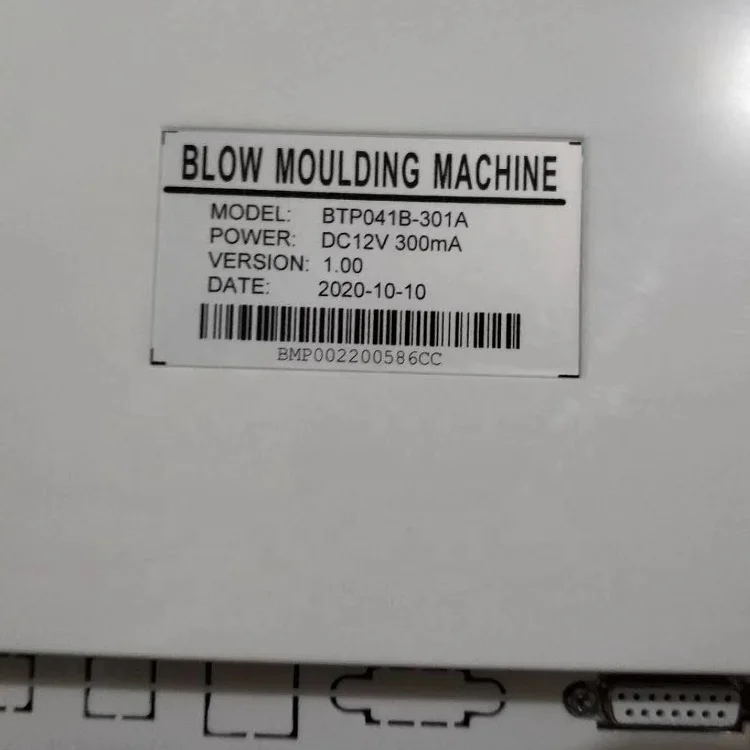 BLOW MOULDING MACHINE
MODEL: BTP041B-301A
POWER: DC12V 300mA
VERSION: 1.00
DATE: 2020-10-10
BMP002200586CC